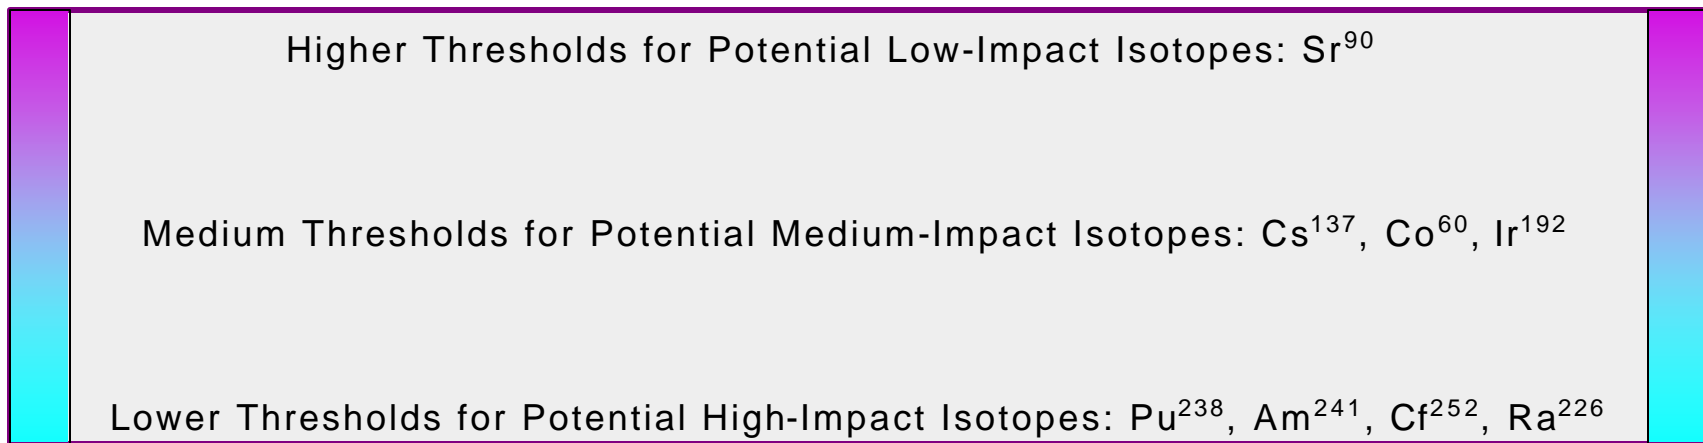 Higher Thresholds for Potential Low-Impact Isotopes: Sr⁹⁰
Medium Thresholds for Potential Medium-Impact Isotopes: Cs¹³⁷, Co⁶⁰, Ir¹⁹²
Lower Thresholds for Potential High-Impact Isotopes: Pu²³⁸, Am²⁴¹, Cf²⁵², Ra²²⁶